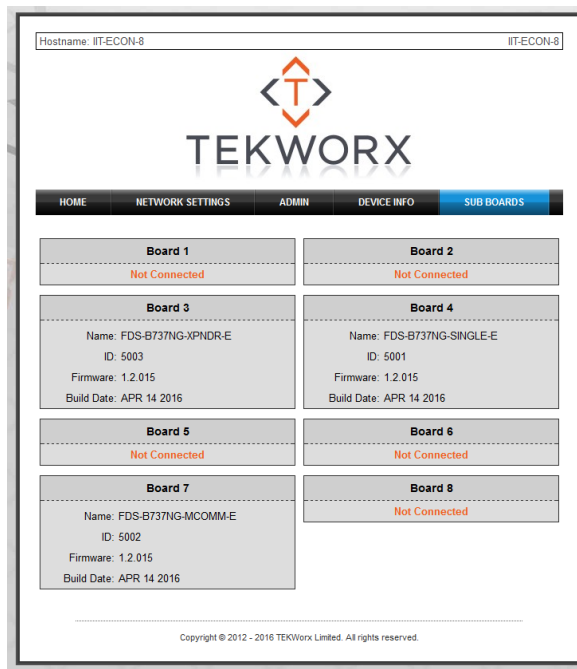 Hostname: IIT-ECON-8 IIT-ECON-8
T
TEKWORX
HOME NETWORK SETTINGS ADMIN DEVICE INFO SUB BOARDS
Board 1 Board 2
Not Connected Not Connected
Board 3 Board 4
Name: FDS-B737NG-XPNDR-E Name: FDS-B737NG-SINGLE-E
ID: 5003 ID: 5001
Firmware: 1.2.015 Firmware: 1.2.015
Build Date: APR 14 2016 Build Date: APR 14 2016
Board 5 Board 6
Not Connected Not Connected
Board 7 Board 8
Name: FDS-B737NG-MCOMM-E Not Connected
ID: 5002
Firmware: 1.2.015
Build Date: APR 14 2016
Copyright © 2012 - 2016 TEKWorx Limited. All rights reserved.